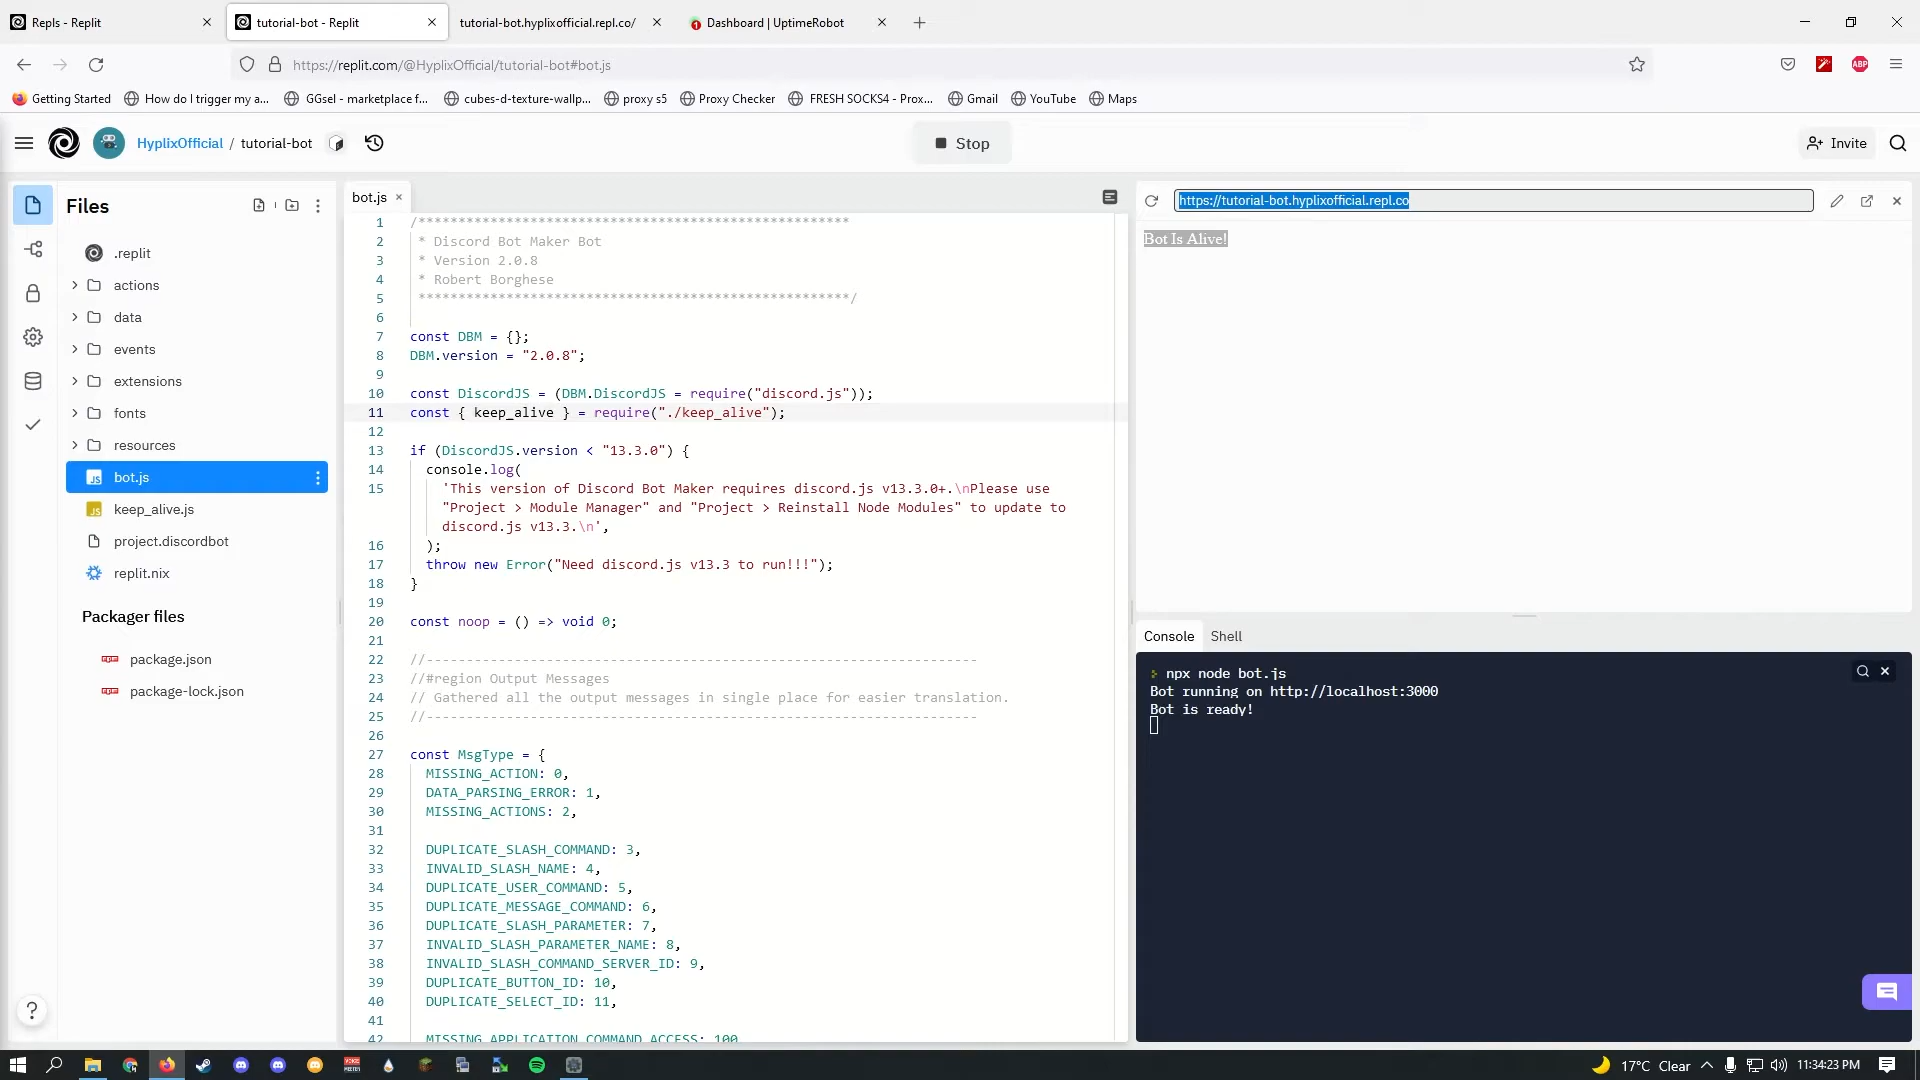 Repls - Replit
tutorial-bot - Replit
tutorial-bot.hyplixofficial.repl.co/
Dashboard | UptimeRobot
https://replit.com/@HyplixOfficial/tutorial-bot#bot.js
ABP
Getting Started
How do I trigger my a...
GGsel - marketplace f...
cubes-d-texture-wallp...
proxy s5
Proxy Checker
FRESH SOCKS4 - Prox...
Gmail
YouTube
Maps
HyplixOfficial / tutorial-bot
Stop
Invite
Files
.replit
actions
data
events
extensions
fonts
resources
bot.js
keep_alive.js
project.discordbot
replit.nix
Packager files
package.json
package-lock.json
bot.js
1 /******************************************************
2 * Discord Bot Maker Bot
3 * Version 2.0.8
4 * Robert Borghese
5 ******************************************************/
6
7 const DBM = {};
8 DBM.version = "2.0.8";
9
10 const DiscordJS = (DBM.DiscordJS = require("discord.js"));
11 const { keep_alive } = require("./keep_alive");
12
13 if (DiscordJS.version < "13.3.0") {
14 console.log(
15 'This version of Discord Bot Maker requires discord.js v13.3.0+.\nPlease use
"Project > Module Manager" and "Project > Reinstall Node Modules" to update to
discord.js v13.3.\n',
16 );
17 throw new Error("Need discord.js v13.3 to run!!!");
18 }
19
20 const noop = () => void 0;
21
22 //---------------------------------------------------------------------
23 //#region Output Messages
24 // Gathered all the output messages in single place for easier translation.
25 //---------------------------------------------------------------------
26
27 const MsgType = {
28 MISSING_ACTION: 0,
29 DATA_PARSING_ERROR: 1,
30 MISSING_ACTIONS: 2,
31
32 DUPLICATE_SLASH_COMMAND: 3,
33 INVALID_SLASH_NAME: 4,
34 DUPLICATE_USER_COMMAND: 5,
35 DUPLICATE_MESSAGE_COMMAND: 6,
36 DUPLICATE_SLASH_PARAMETER: 7,
37 INVALID_SLASH_PARAMETER_NAME: 8,
38 INVALID_SLASH_COMMAND_SERVER_ID: 9,
39 DUPLICATE_BUTTON_ID: 10,
40 DUPLICATE_SELECT_ID: 11,
41
42 MISSING_APPLICATION_COMMAND_ACCESS: 100
https://tutorial-bot.hyplixofficial.repl.co
Bot Is Alive!
Console
Shell
npx node bot.js
Bot running on http://localhost:3000
Bot is ready!
17°C Clear
11:34:23 PM